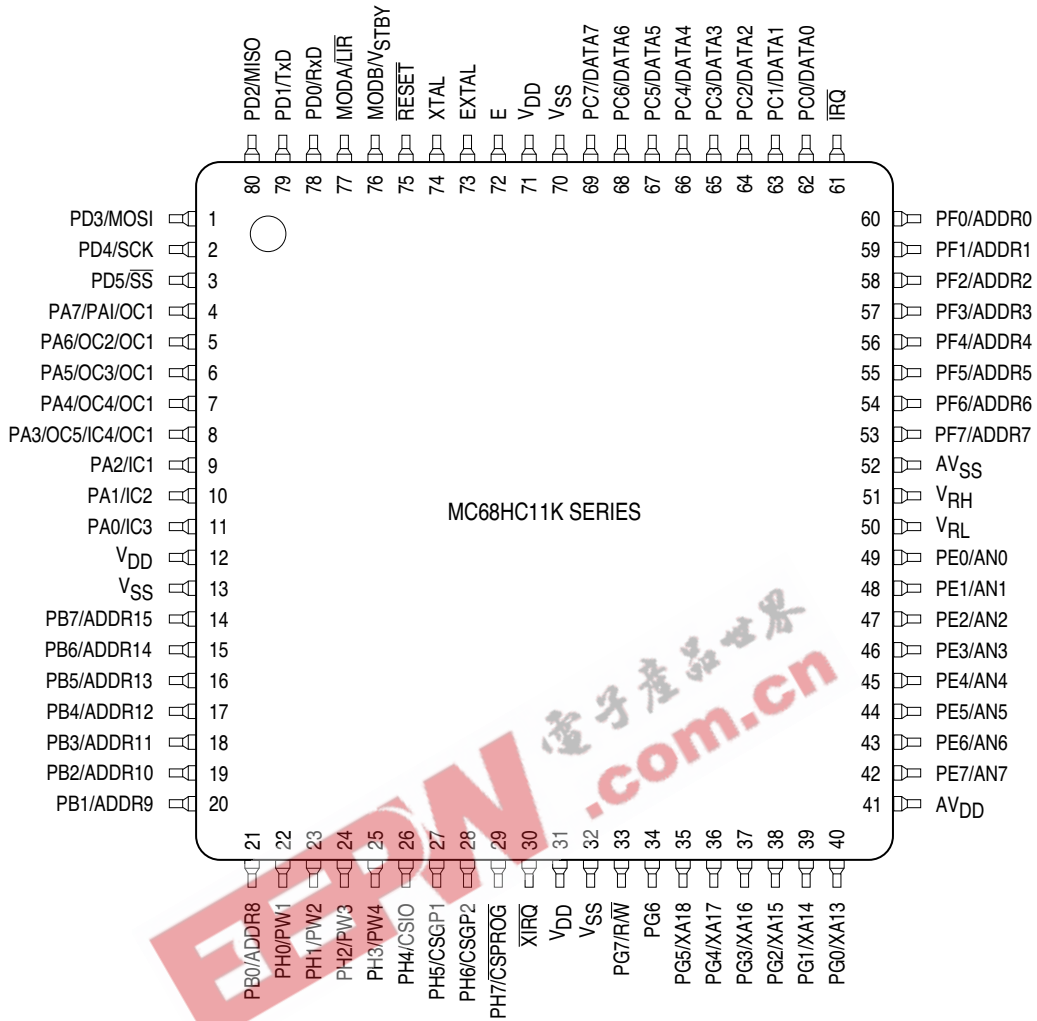 PD2/MISO
PD1/TxD
PD0/RxD
MODA/L̅I̅R̅
MODB/VSTBY
R̅E̅S̅E̅T̅
XTAL
EXTAL
E
VDD
VSS
PC7/DATA7
PC6/DATA6
PC5/DATA5
PC4/DATA4
PC3/DATA3
PC2/DATA2
PC1/DATA1
PC0/DATA0
I̅R̅Q̅
80 79 78 77 76 75 74 73 72 71 70 69 68 67 66 65 64 63 62 61
PD3/MOSI 1
PD4/SCK 2
PD5/S̅S̅ 3
PA7/PAI/OC1 4
PA6/OC2/OC1 5
PA5/OC3/OC1 6
PA4/OC4/OC1 7
PA3/OC5/IC4/OC1 8
PA2/IC1 9
PA1/IC2 10
PA0/IC3 11
VDD 12
VSS 13
PB7/ADDR15 14
PB6/ADDR14 15
PB5/ADDR13 16
PB4/ADDR12 17
PB3/ADDR11 18
PB2/ADDR10 19
PB1/ADDR9 20
MC68HC11K SERIES
60 PF0/ADDR0
59 PF1/ADDR1
58 PF2/ADDR2
57 PF3/ADDR3
56 PF4/ADDR4
55 PF5/ADDR5
54 PF6/ADDR6
53 PF7/ADDR7
52 AVSS
51 VRH
50 VRL
49 PE0/AN0
48 PE1/AN1
47 PE2/AN2
46 PE3/AN3
45 PE4/AN4
44 PE5/AN5
43 PE6/AN6
42 PE7/AN7
41 AVDD
21 22 23 24 25 26 27 28 29 30 31 32 33 34 35 36 37 38 39 40
PB0/ADDR8
PH0/PW1
PH1/PW2
PH2/PW3
PH3/PW4
PH4/CSIO
PH5/CSGP1
PH6/CSGP2
PH7/C̅S̅P̅R̅O̅G̅
X̅I̅R̅Q̅
VDD
VSS
PG7/R/W̅
PG6
PG5/XA18
PG4/XA17
PG3/XA16
PG2/XA15
PG1/XA14
PG0/XA13
EEPW
電子產品世界
.com.cn